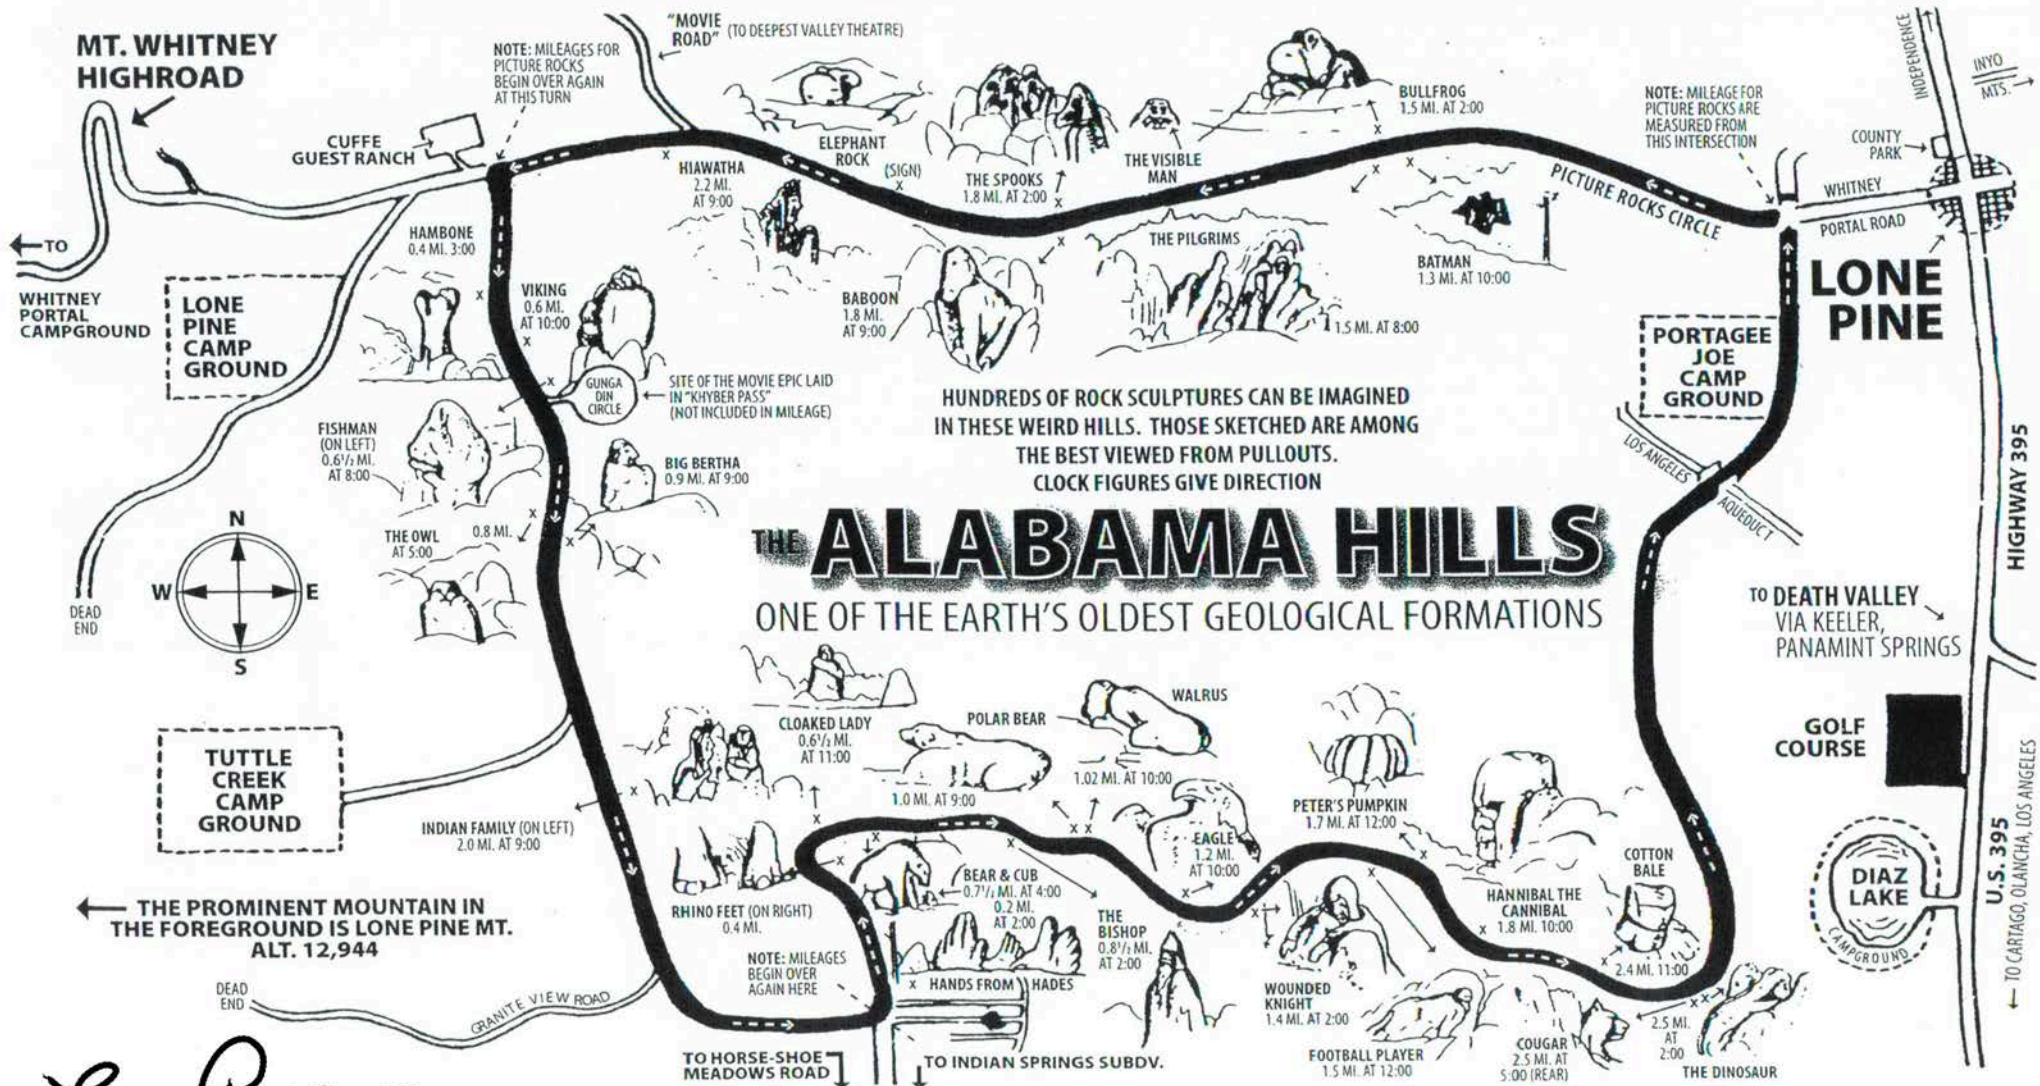 MT. WHITNEY
HIGHROAD
NOTE: MILEAGES FOR
PICTURE ROCKS
BEGIN OVER AGAIN
AT THIS TURN
"MOVIE
ROAD"
(TO DEEPEST VALLEY THEATRE)
CUFFE
GUEST RANCH
ELEPHANT
ROCK
(SIGN)
HIAWATHA
2.2 MI.
AT 9:00
THE SPOOKS
1.8 MI. AT 2:00
THE VISIBLE
MAN
BULLFROG
1.5 MI. AT 2:00
NOTE: MILEAGE FOR
PICTURE ROCKS ARE
MEASURED FROM
THIS INTERSECTION
INDEPENDENCE
INYO
MTS.
COUNTY
PARK
WHITNEY
PORTAL ROAD
PICTURE ROCKS CIRCLE
LONE
PINE
TO
WHITNEY
PORTAL
CAMPGROUND
LONE
PINE
CAMP
GROUND
HAMBONE
0.4 MI. 3:00
VIKING
0.6 MI.
AT 10:00
BABOON
1.8 MI.
AT 9:00
THE PILGRIMS
1.5 MI. AT 8:00
BATMAN
1.3 MI. AT 10:00
PORTAGEE
JOE
CAMP
GROUND
LOS ANGELES
AQUEDUCT
GUNGA
DIN
CIRCLE
SITE OF THE MOVIE EPIC LAID
IN "KHYBER PASS"
(NOT INCLUDED IN MILEAGE)
FISHMAN
(ON LEFT)
0.6½ MI.
AT 8:00
BIG BERTHA
0.9 MI. AT 9:00
THE OWL
AT 5:00
0.8 MI.
DEAD
END
N
W
E
S
HUNDREDS OF ROCK SCULPTURES CAN BE IMAGINED
IN THESE WEIRD HILLS. THOSE SKETCHED ARE AMONG
THE BEST VIEWED FROM PULLOUTS.
CLOCK FIGURES GIVE DIRECTION
THE ALABAMA HILLS
ONE OF THE EARTH'S OLDEST GEOLOGICAL FORMATIONS
HIGHWAY 395
TO DEATH VALLEY
VIA KEELER,
PANAMINT SPRINGS
GOLF
COURSE
DIAZ
LAKE
CAMPGROUND
U.S. 395
TO CARTAGO, OLANCHA, LOS ANGELES
TUTTLE
CREEK
CAMP
GROUND
INDIAN FAMILY (ON LEFT)
2.0 MI. AT 9:00
CLOAKED LADY
0.6½ MI.
AT 11:00
POLAR BEAR
1.0 MI. AT 9:00
WALRUS
1.02 MI. AT 10:00
EAGLE
1.2 MI.
AT 10:00
PETER'S PUMPKIN
1.7 MI. AT 12:00
HANNIBAL THE
CANNIBAL
1.8 MI. 10:00
COTTON
BALE
2.4 MI. 11:00
THE PROMINENT MOUNTAIN IN
THE FOREGROUND IS LONE PINE MT.
ALT. 12,944
DEAD
END
GRANITE VIEW ROAD
RHINO FEET (ON RIGHT)
0.4 MI.
BEAR & CUB
0.7½ MI. AT 4:00
0.2 MI.
AT 2:00
HANDS FROM HADES
NOTE: MILEAGES
BEGIN OVER
AGAIN HERE
THE
BISHOP
0.8½ MI.
AT 2:00
WOUNDED
KNIGHT
1.4 MI. AT 2:00
FOOTBALL PLAYER
1.5 MI. AT 12:00
COUGAR
2.5 MI. AT
5:00 (REAR)
2.5 MI.
AT
2:00
THE DINOSAUR
TO HORSE-SHOE
MEADOWS ROAD
TO INDIAN SPRINGS SUBDV.